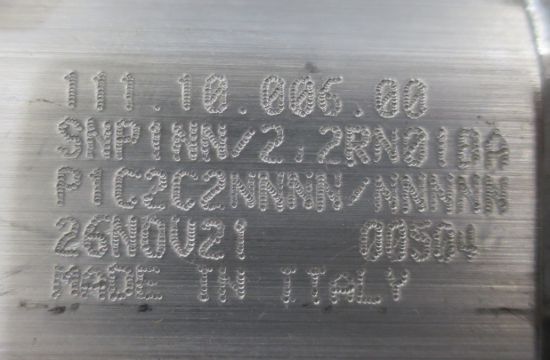 111.10.006.00
SNP1NN/2,2RN01BA
P1C2C2NNNN/NNNNN
26NOV21 00504
MADE IN ITALY